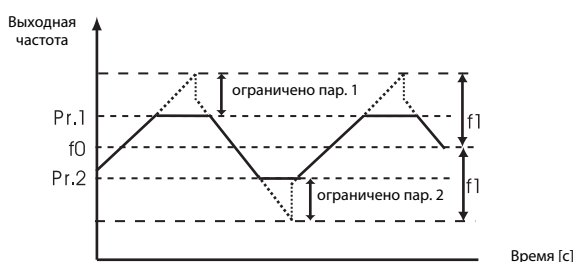 Выходная
частота
ограничено пар. 1
Pr.1
f1
f0
Pr.2
f1
ограничено пар. 2
Время [с]